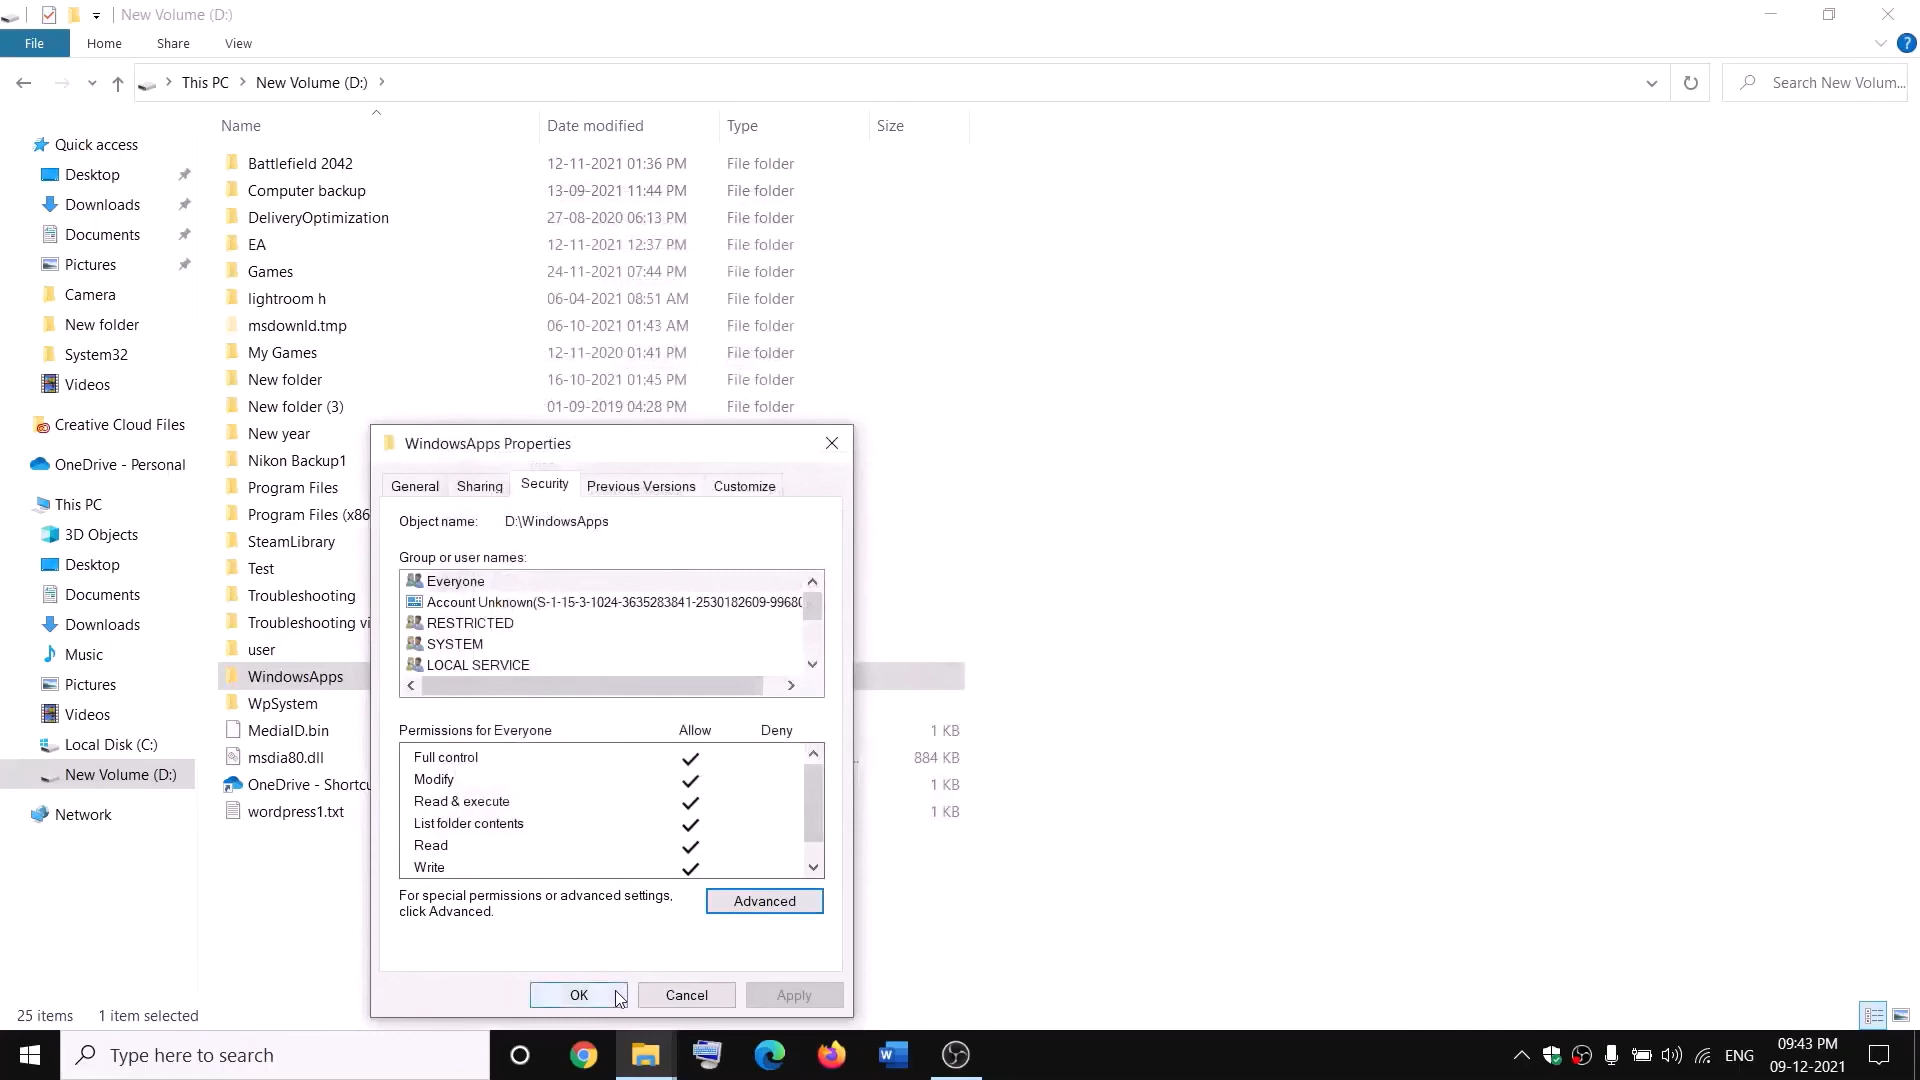 New Volume (D:)
File Home Share View
This PC New Volume (D:) Search New Volum...
Name Date modified Type Size
Quick access
Desktop
Downloads
Documents
Pictures
Camera
New folder
System32
Videos
Creative Cloud Files
OneDrive - Personal
This PC
3D Objects
Desktop
Documents
Downloads
Music
Pictures
Videos
Local Disk (C:)
New Volume (D:)
Network
Battlefield 2042 12-11-2021 01:36 PM File folder
Computer backup 13-09-2021 11:44 PM File folder
DeliveryOptimization 27-08-2020 06:13 PM File folder
EA 12-11-2021 12:37 PM File folder
Games 24-11-2021 07:44 PM File folder
lightroom h 06-04-2021 08:51 AM File folder
msdownld.tmp 06-10-2021 01:43 AM File folder
My Games 12-11-2020 01:41 PM File folder
New folder 16-10-2021 01:45 PM File folder
New folder (3) 01-09-2019 04:28 PM File folder
New year
Nikon Backup1
Program Files
Program Files (x86
SteamLibrary
Test
Troubleshooting
Troubleshooting vi
user
WindowsApps
WpSystem
MediaID.bin 1 KB
msdia80.dll .. 884 KB
OneDrive - Shortcu 1 KB
wordpress1.txt 1 KB
WindowsApps Properties
General Sharing Security Previous Versions Customize
Object name: D:\WindowsApps
Group or user names:
Everyone
Account Unknown(S-1-15-3-1024-3635283841-2530182609-99680
RESTRICTED
SYSTEM
LOCAL SERVICE
Permissions for Everyone Allow Deny
Full control
Modify
Read & execute
List folder contents
Read
Write
For special permissions or advanced settings,
click Advanced.
Advanced
OK Cancel Apply
25 items 1 item selected
Type here to search
ENG
09:43 PM
09-12-2021